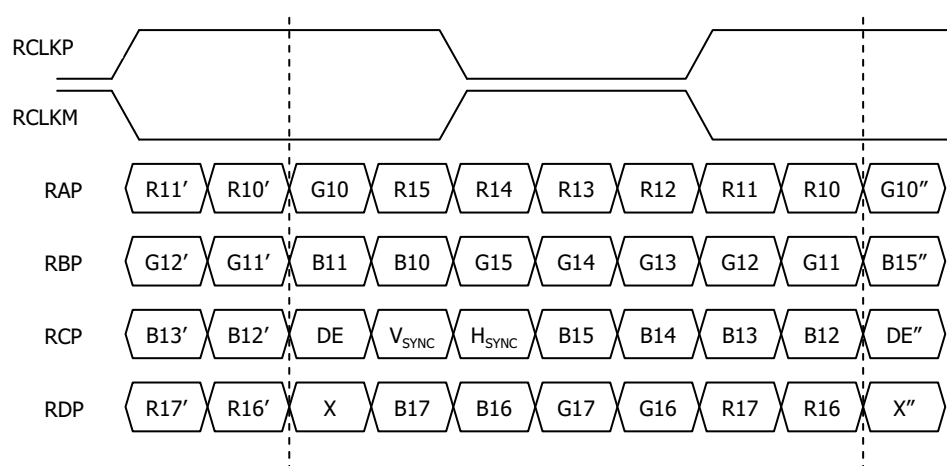 RCLKP
RCLKM
RAP R11′ R10′ G10 R15 R14 R13 R12 R11 R10 G10″
RBP G12′ G11′ B11 B10 G15 G14 G13 G12 G11 B15″
RCP B13′ B12′ DE VSYNC HSYNC B15 B14 B13 B12 DE″
RDP R17′ R16′ X B17 B16 G17 G16 R17 R16 X″